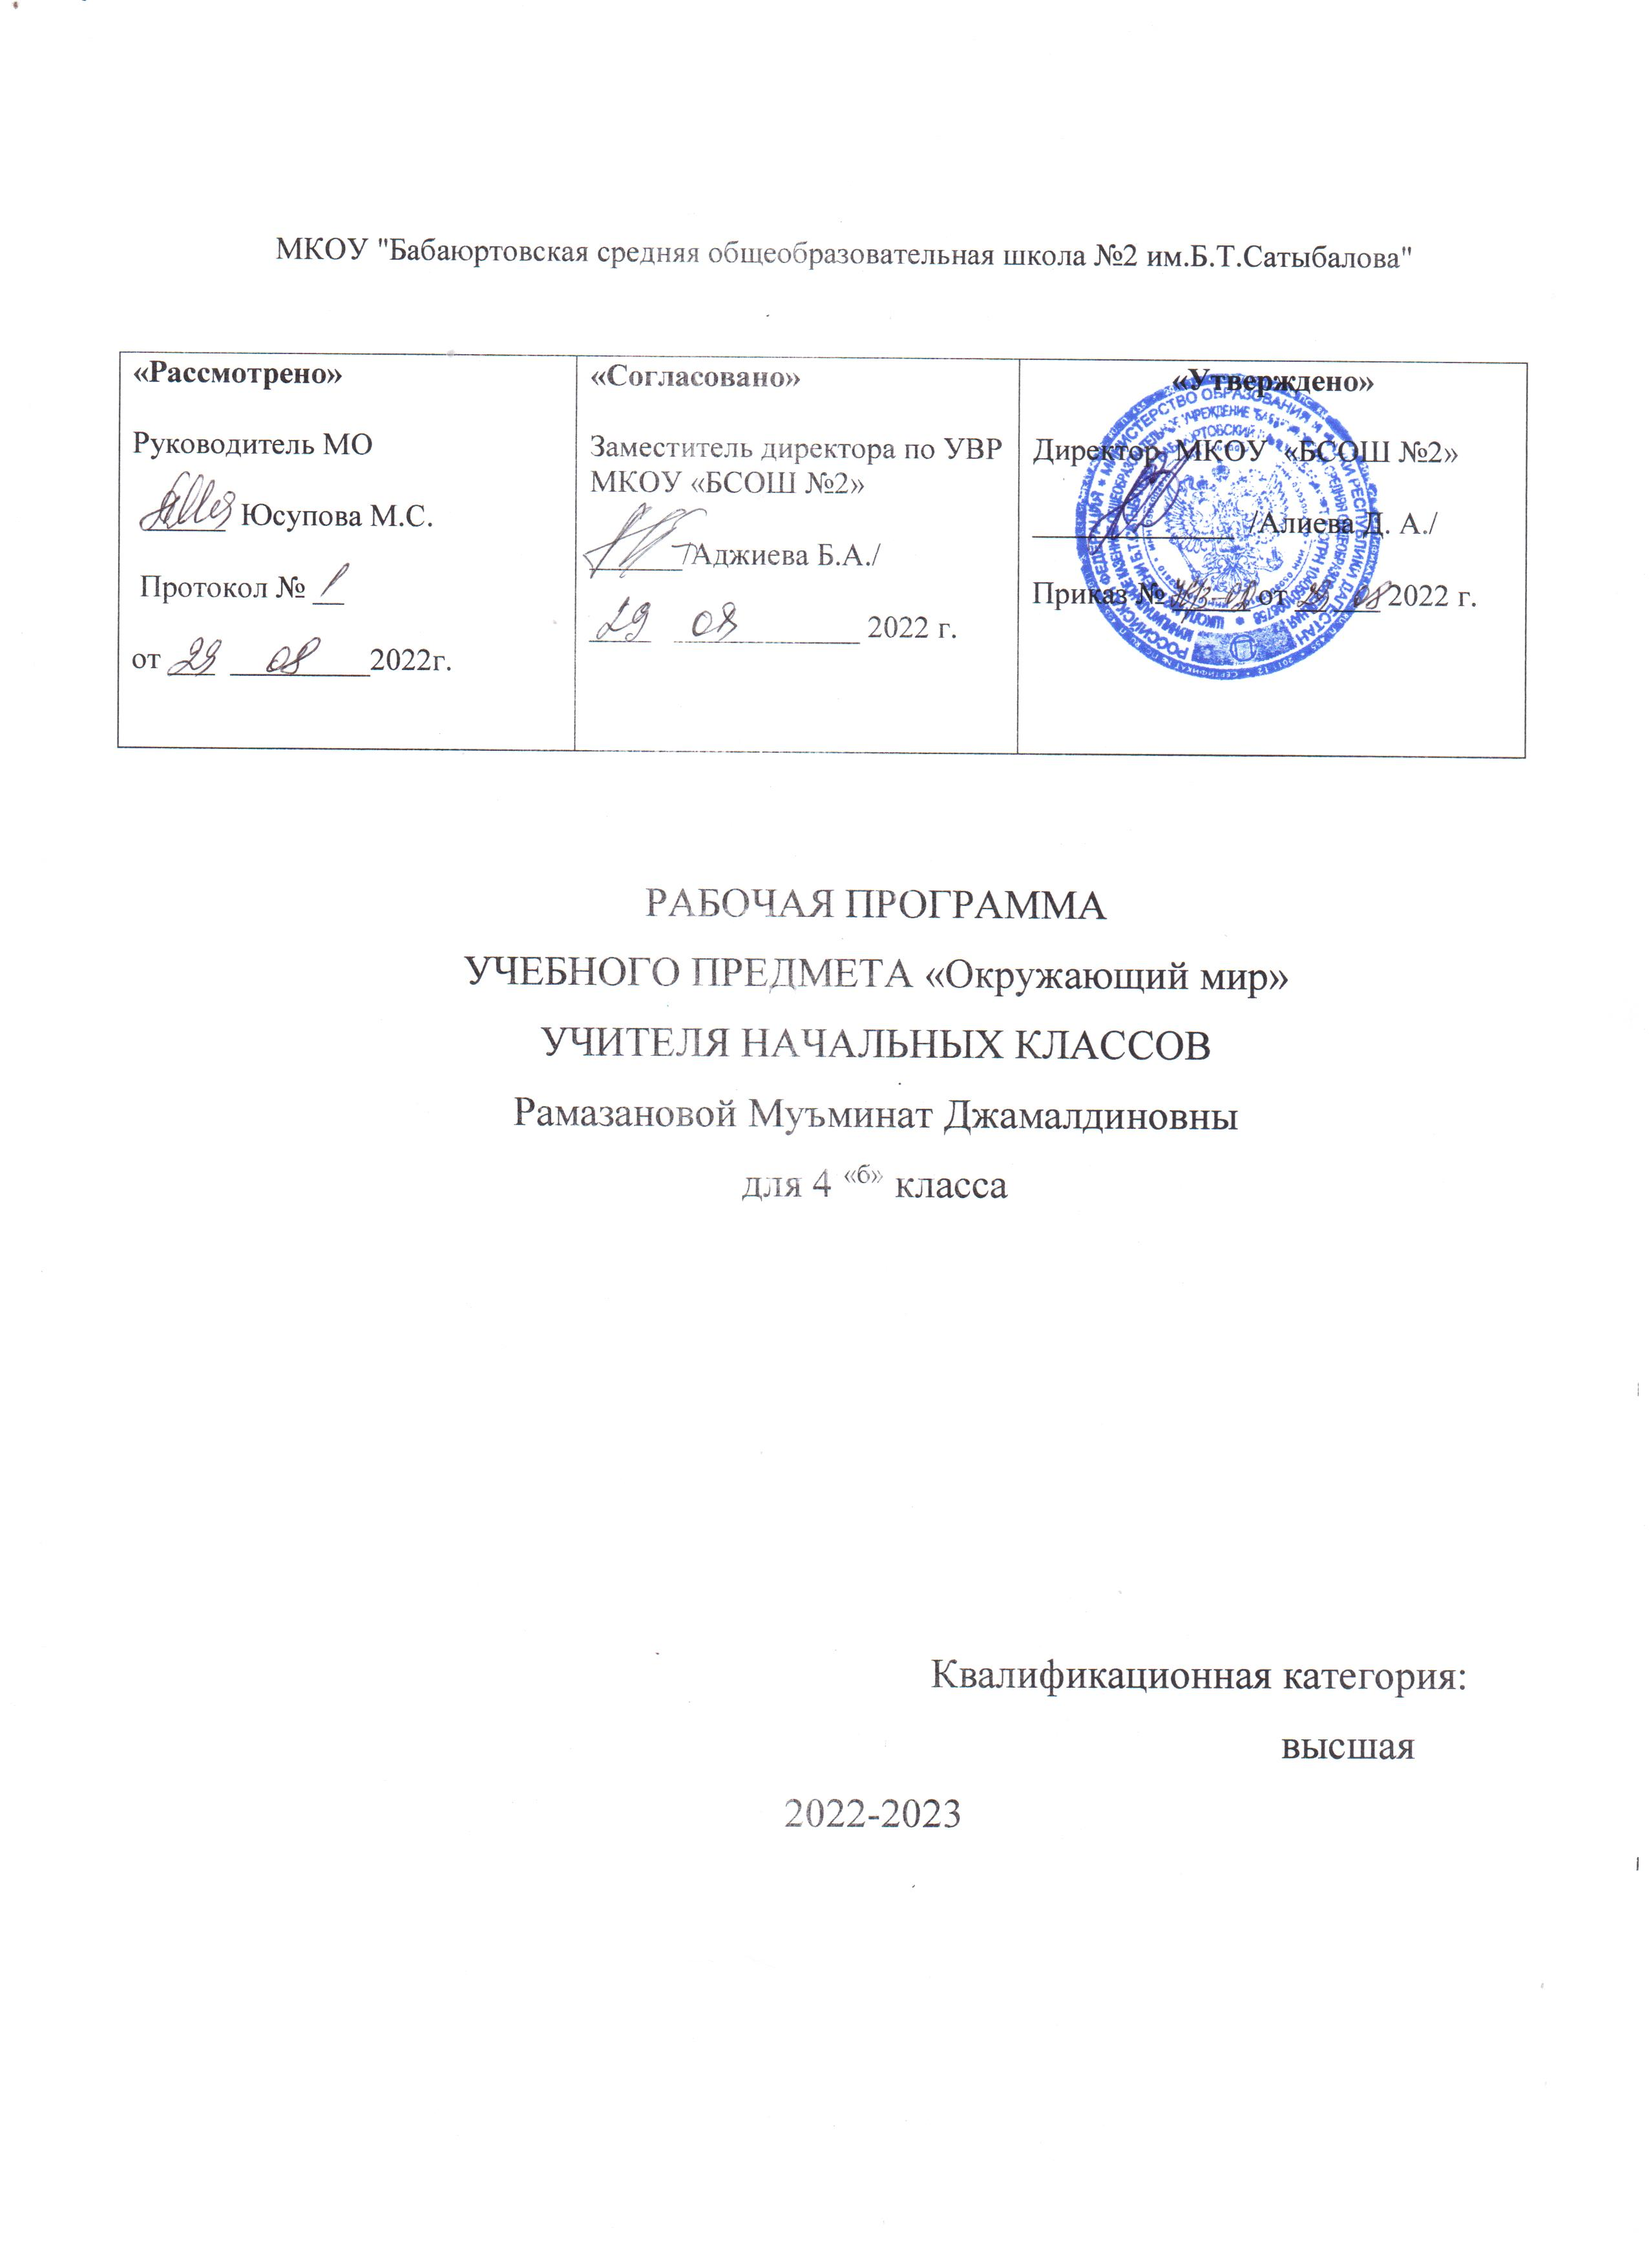 МКОУ "Бабаюртовская средняя общеобразовательная школа №2 им.Б.Т.Сатыбалова"
«Рассмотрено»
Руководитель МО
Юсупова М.С.
Протокол № 1
от 29 08 2022г.
«Согласовано»
Заместитель директора по УВР
МКОУ «БСОШ №2»
/Аджиева Б.А./
29 08 2022 г.
«Утверждено»
Директор МКОУ «БСОШ №2»
/Алиева Д. А./
Приказ № от 29 08 2022 г.
РАБОЧАЯ ПРОГРАММА
УЧЕБНОГО ПРЕДМЕТА «Окружающий мир»
УЧИТЕЛЯ НАЧАЛЬНЫХ КЛАССОВ
Рамазановой Муъминат Джамалдиновны
для 4 «б» класса
Квалификационная категория:
высшая
2022-2023